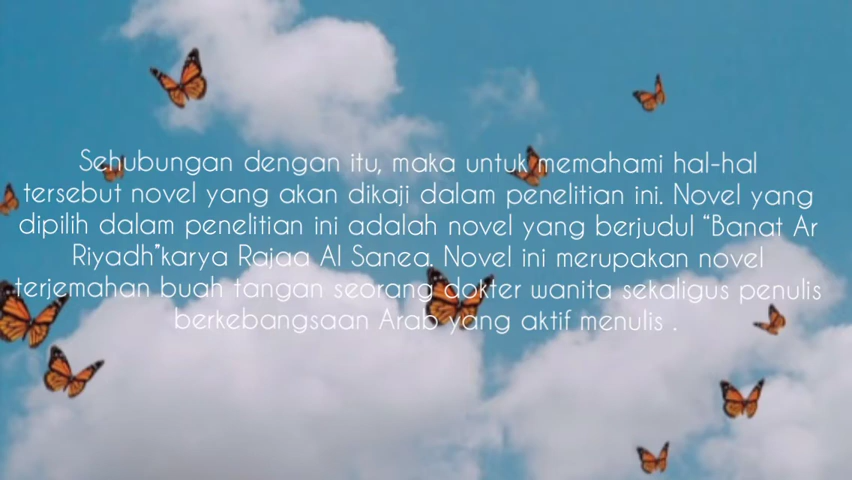 Sehubungan dengan itu, maka untuk memahami hal-hal
tersebut novel yang akan dikaji dalam penelitian ini. Novel yang
dipilih dalam penelitian ini adalah novel yang berjudul “Banat Ar
Riyadh”karya Rajaa Al Sanea. Novel ini merupakan novel
terjemahan buah tangan seorang dokter wanita sekaligus penulis
berkebangsaan Arab yang aktif menulis .